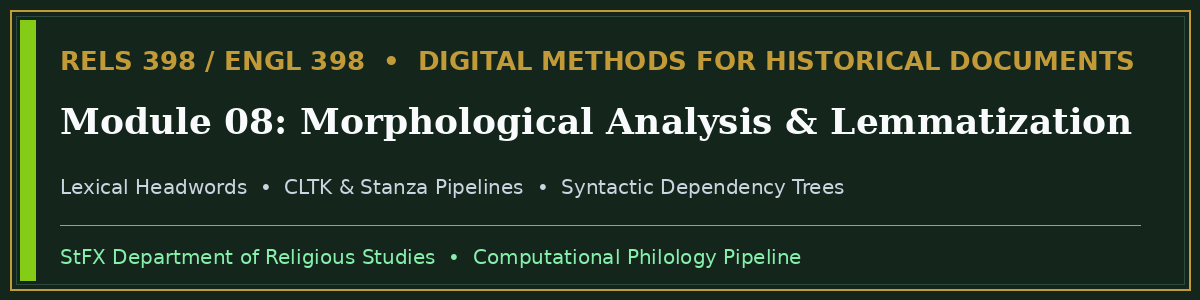 RELS 398 / ENGL 398 • DIGITAL METHODS FOR HISTORICAL DOCUMENTS
Module 08: Morphological Analysis & Lemmatization
Lexical Headwords • CLTK & Stanza Pipelines • Syntactic Dependency Trees
StFX Department of Religious Studies • Computational Philology Pipeline